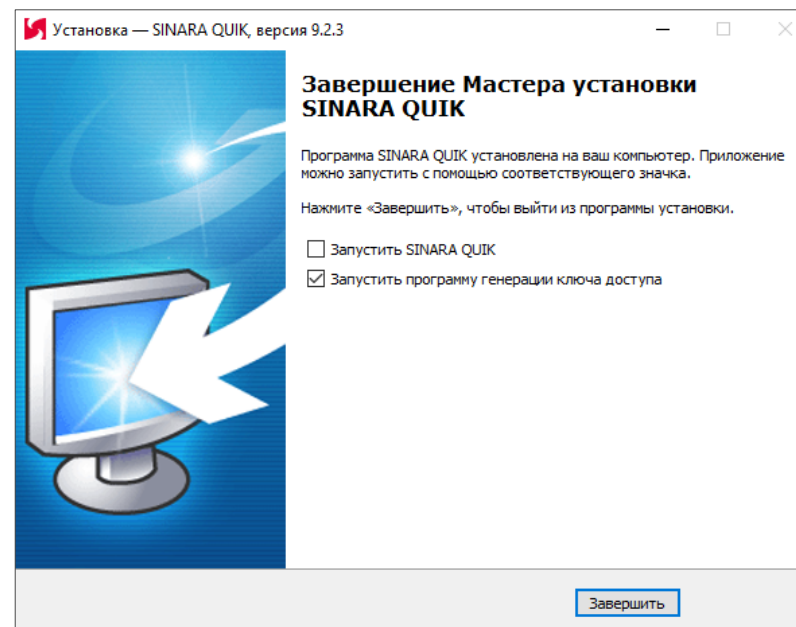 Установка — SINARA QUIK, версия 9.2.3
Завершение Мастера установки
SINARA QUIK
Программа SINARA QUIK установлена на ваш компьютер. Приложение
можно запустить с помощью соответствующего значка.
Нажмите «Завершить», чтобы выйти из программы установки.
Запустить SINARA QUIK
Запустить программу генерации ключа доступа
Завершить